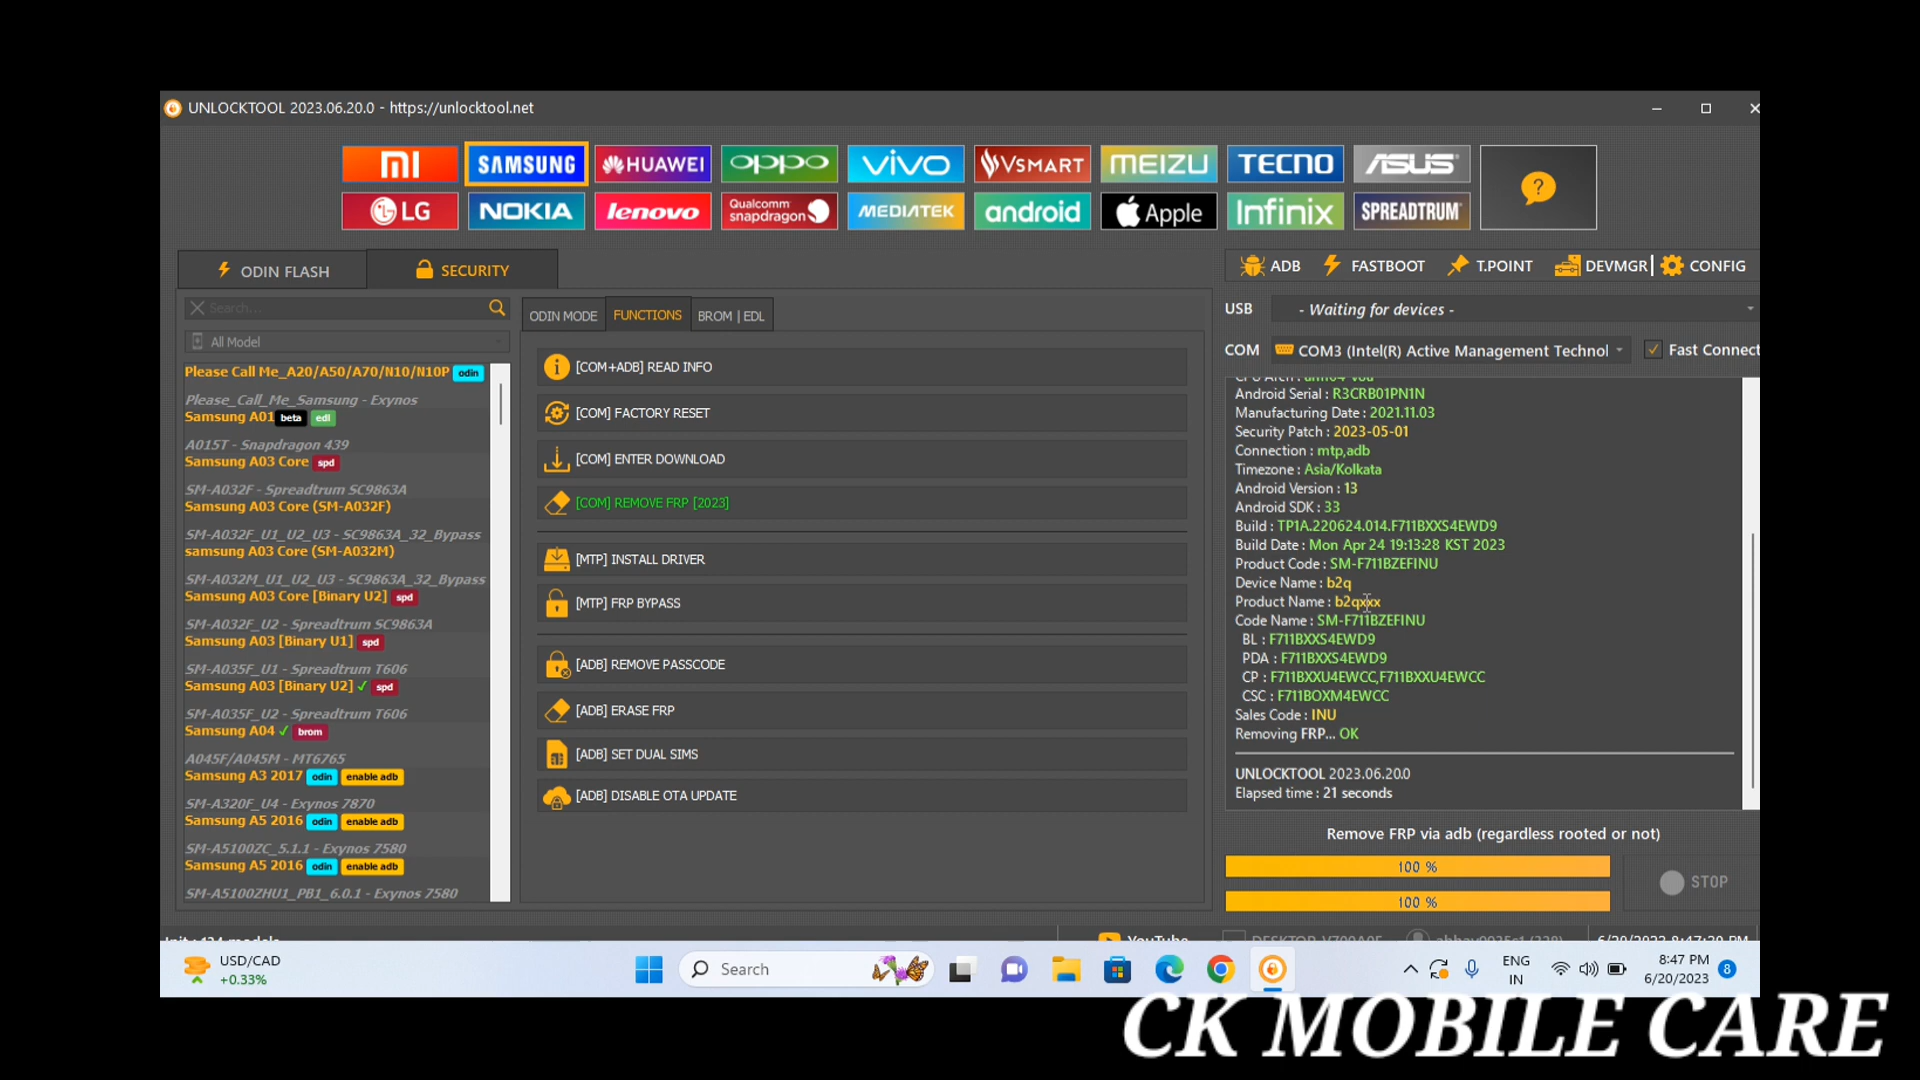 UNLOCKTOOL 2023.06.20.0 - https://unlocktool.net
SAMSUNG HUAWEI oppo vivo VSMART MEIZU TECNO ASUS
LG NOKIA lenovo Qualcomm snapdragon MEDIATEK android Apple Infinix SPREADTRUM
ODIN FLASH
SECURITY
ADB FASTBOOT T.POINT DEVMGR CONFIG
Search...
All Model
Please Call Me_A20/A50/A70/N10/N10P odin
Please_Call_Me_Samsung - Exynos
Samsung A01 beta edl
A015T - Snapdragon 439
Samsung A03 Core spd
SM-A032F - Spreadtrum SC9863A
Samsung A03 Core (SM-A032F)
SM-A032F_U1_U2_U3 - SC9863A_32_Bypass
samsung A03 Core (SM-A032M)
SM-A032M_U1_U2_U3 - SC9863A_32_Bypass
Samsung A03 Core [Binary U2] spd
SM-A032F_U2 - Spreadtrum SC9863A
Samsung A03 [Binary U1] spd
SM-A035F_U1 - Spreadtrum T606
Samsung A03 [Binary U2] ✓ spd
SM-A035F_U2 - Spreadtrum T606
Samsung A04 ✓ brom
A045F/A045M - MT6765
Samsung A3 2017 odin enable adb
SM-A320F_U4 - Exynos 7870
Samsung A5 2016 odin enable adb
SM-A5100ZC_5.1.1 - Exynos 7580
Samsung A5 2016 odin enable adb
SM-A5100ZHU1_PB1_6.0.1 - Exynos 7580
ODIN MODE FUNCTIONS BROM | EDL
[COM+ADB] READ INFO
[COM] FACTORY RESET
[COM] ENTER DOWNLOAD
[COM] REMOVE FRP [2023]
[MTP] INSTALL DRIVER
[MTP] FRP BYPASS
[ADB] REMOVE PASSCODE
[ADB] ERASE FRP
[ADB] SET DUAL SIMS
[ADB] DISABLE OTA UPDATE
USB - Waiting for devices -
COM COM3 (Intel(R) Active Management Technol Fast Connect
Android Serial : R3CRB01PN1N
Manufacturing Date : 2021.11.03
Security Patch : 2023-05-01
Connection : mtp,adb
Timezone : Asia/Kolkata
Android Version : 13
Android SDK : 33
Build : TP1A.220624.014.F711BXXS4EWD9
Build Date : Mon Apr 24 19:13:28 KST 2023
Product Code : SM-F711BZEFINU
Device Name : b2q
Product Name : b2qxxx
Code Name : SM-F711BZEFINU
BL : F711BXXS4EWD9
PDA : F711BXXS4EWD9
CP : F711BXXU4EWCC,F711BXXU4EWCC
CSC : F711BOXM4EWCC
Sales Code : INU
Removing FRP... OK
UNLOCKTOOL 2023.06.20.0
Elapsed time : 21 seconds
Remove FRP via adb (regardless rooted or not)
100 %
100 %
STOP
YouTube
USD/CAD
+0.33%
Search
ENG
IN
8:47 PM
6/20/2023
8
CK MOBILE CARE